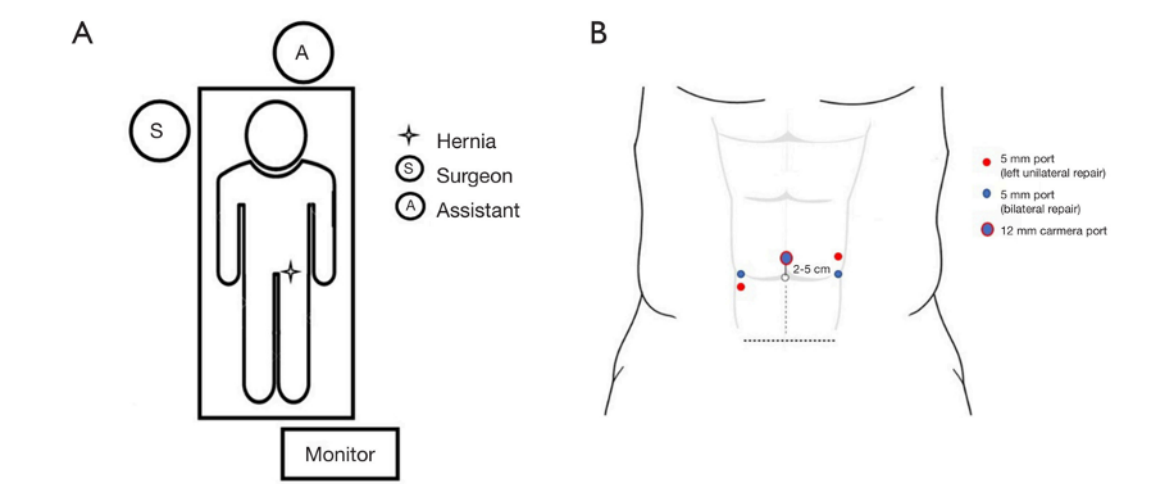 A
B
A
S
Hernia
S
Surgeon
A
Assistant
Monitor
5 mm port
(left unilateral repair)
5 mm port
(bilateral repair)
12 mm carmera port
2-5 cm